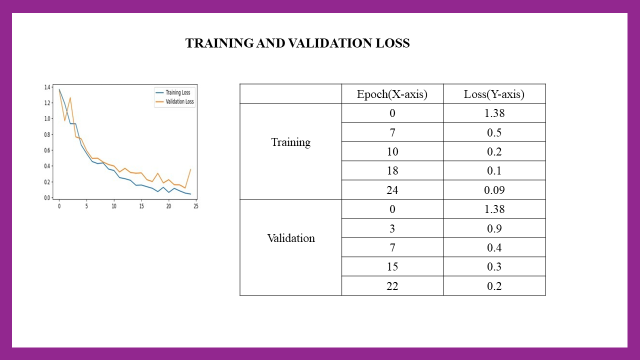 TRAINING AND VALIDATION LOSS
Training Loss
Validation Loss
1.4
1.2
1.0
0.8
0.6
0.4
0.2
0.0
0 5 10 15 20 25
Epoch(X-axis) Loss(Y-axis)
Training
0 1.38
7 0.5
10 0.2
18 0.1
24 0.09
Validation
0 1.38
3 0.9
7 0.4
15 0.3
22 0.2